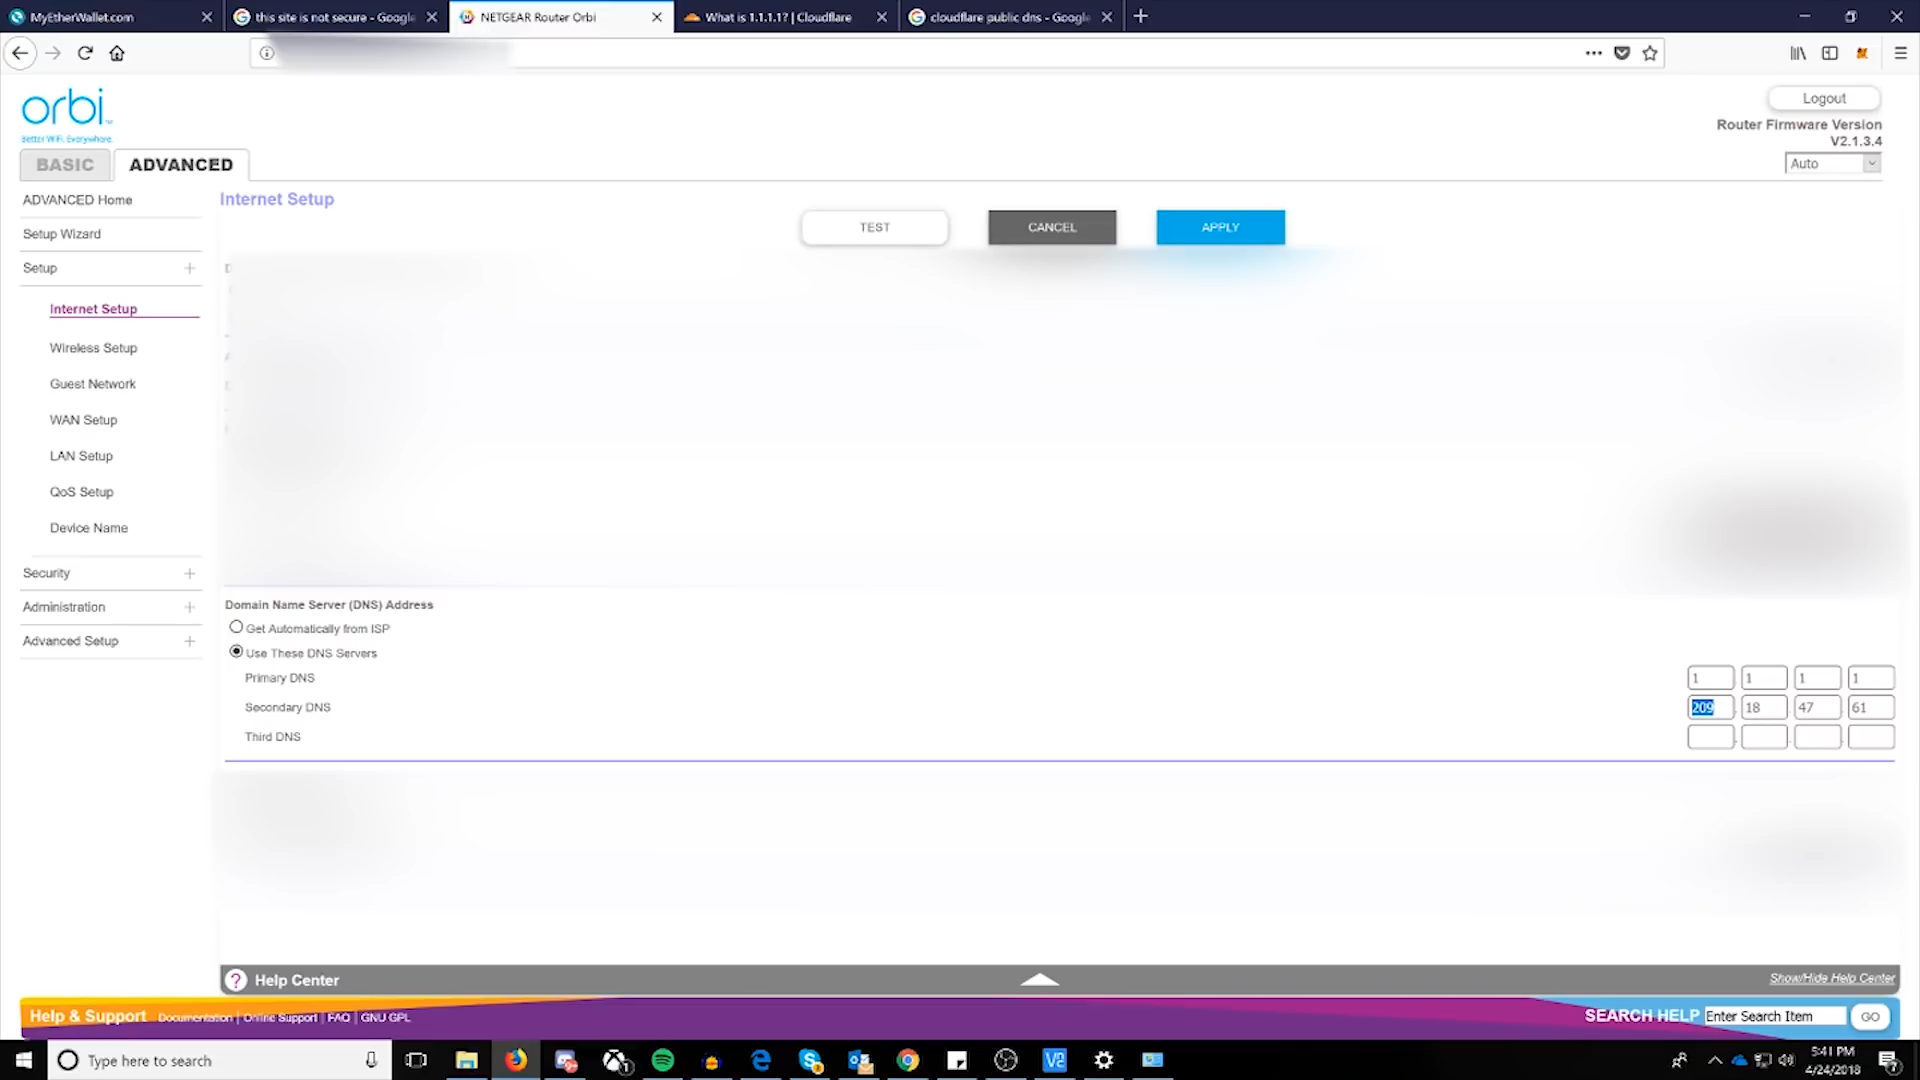 MyEtherWallet.com
this site is not secure - Google
NETGEAR Router Orbi
What is 1.1.1.1? | Cloudflare
cloudflare public dns - Google
orbi
Better WiFi. Everywhere.
Logout
Router Firmware Version
V2.1.3.4
Auto
BASIC
ADVANCED
ADVANCED Home
Setup Wizard
Setup
Internet Setup
Wireless Setup
Guest Network
WAN Setup
LAN Setup
QoS Setup
Device Name
Security
Administration
Advanced Setup
Internet Setup
TEST
CANCEL
APPLY
Domain Name Server (DNS) Address
Get Automatically from ISP
Use These DNS Servers
Primary DNS 1 1 1 1
Secondary DNS 209 18 47 61
Third DNS
? Help Center
Show/Hide Help Center
Help & Support Documentation | Online Support | FAQ | GNU GPL
SEARCH HELP Enter Search Item GO
Type here to search
5:41 PM
4/24/2018